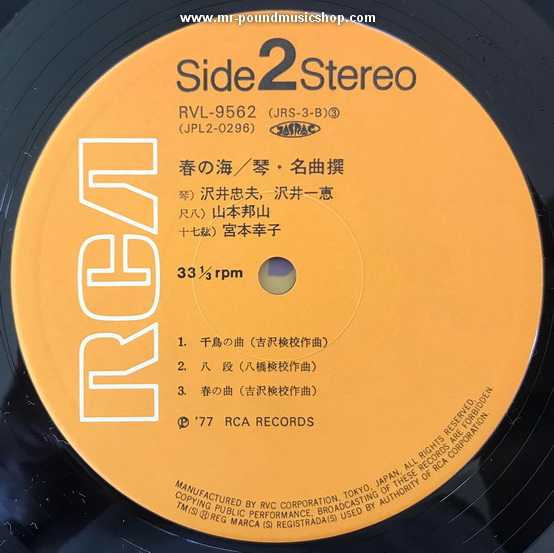 www.mr-poundmusicshop.com
Side 2 Stereo
RVL-9562 (JRS-3-B)③
(JPL2-0296) JASRAC
春の海/琴・名曲撰
琴)沢井忠夫,沢井一恵
尺八)山本邦山
十七絃)宮本幸子
33 1/3 rpm
RCA
1. 千鳥の曲(吉沢検校作曲)
2. 八 段(八橋検校作曲)
3. 春の曲(吉沢検校作曲)
Ⓟ '77 RCA RECORDS
MANUFACTURED BY RVC CORPORATION, TOKYO, JAPAN, ALL RIGHTS RESERVED.
COPYING PUBLIC PERFORMANCE, BROADCASTING OF THESE RECORDS ARE FORBIDDEN.
TM(S) Ⓡ REG MARCA (S) REGISTRADA(S) USED BY AUTHORITY OF RCA CORPORATION.